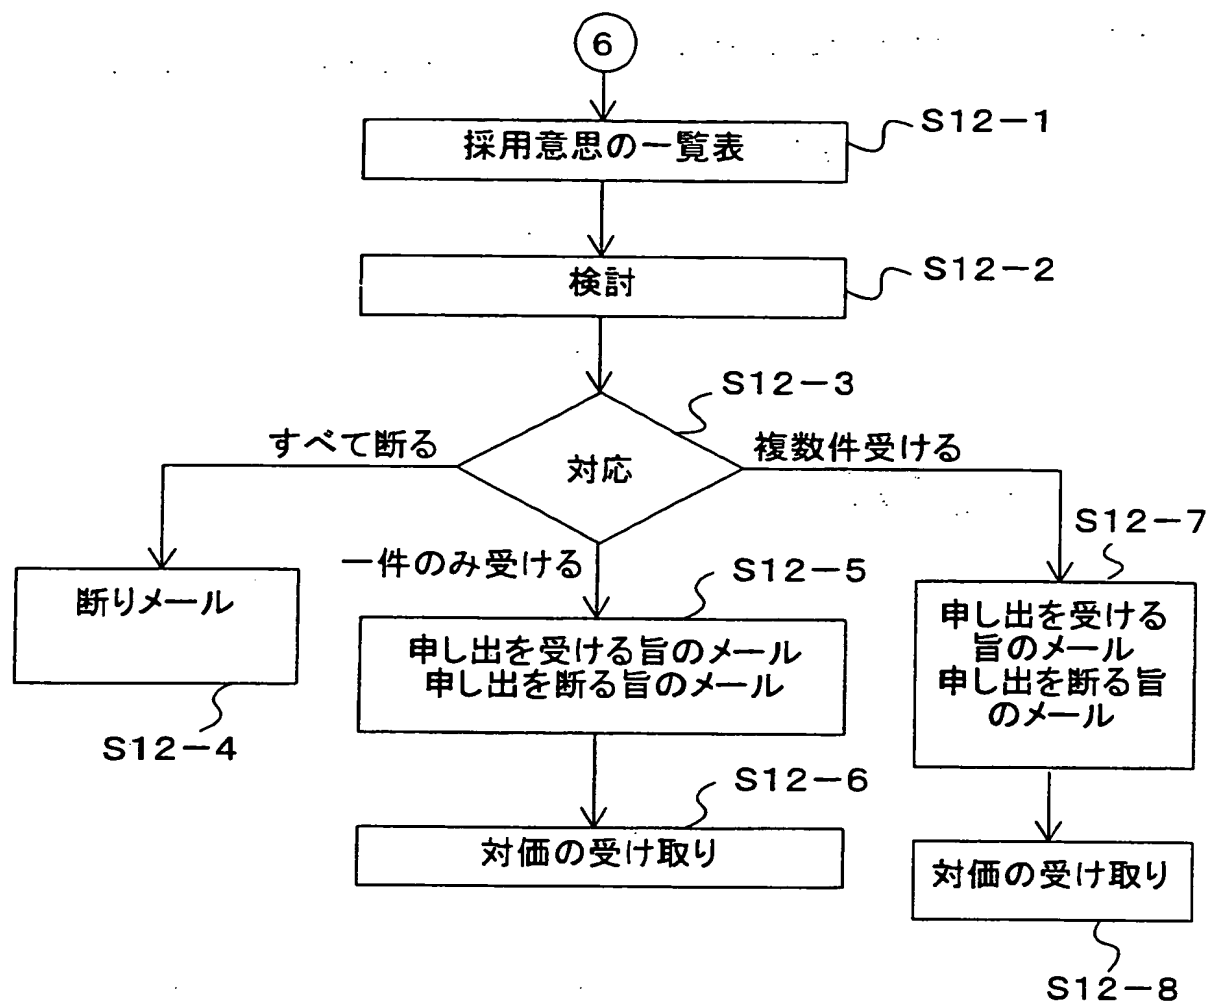 6
採用意思の一覧表
S12−1
検討
S12−2
S12−3
対応
すべて断る
複数件受ける
一件のみ受ける
断りメール
S12−4
S12−5
申し出を受ける旨のメール
申し出を断る旨のメール
S12−6
対価の受け取り
S12−7
申し出を受ける
旨のメール
申し出を断る旨
のメール
対価の受け取り
S12−8